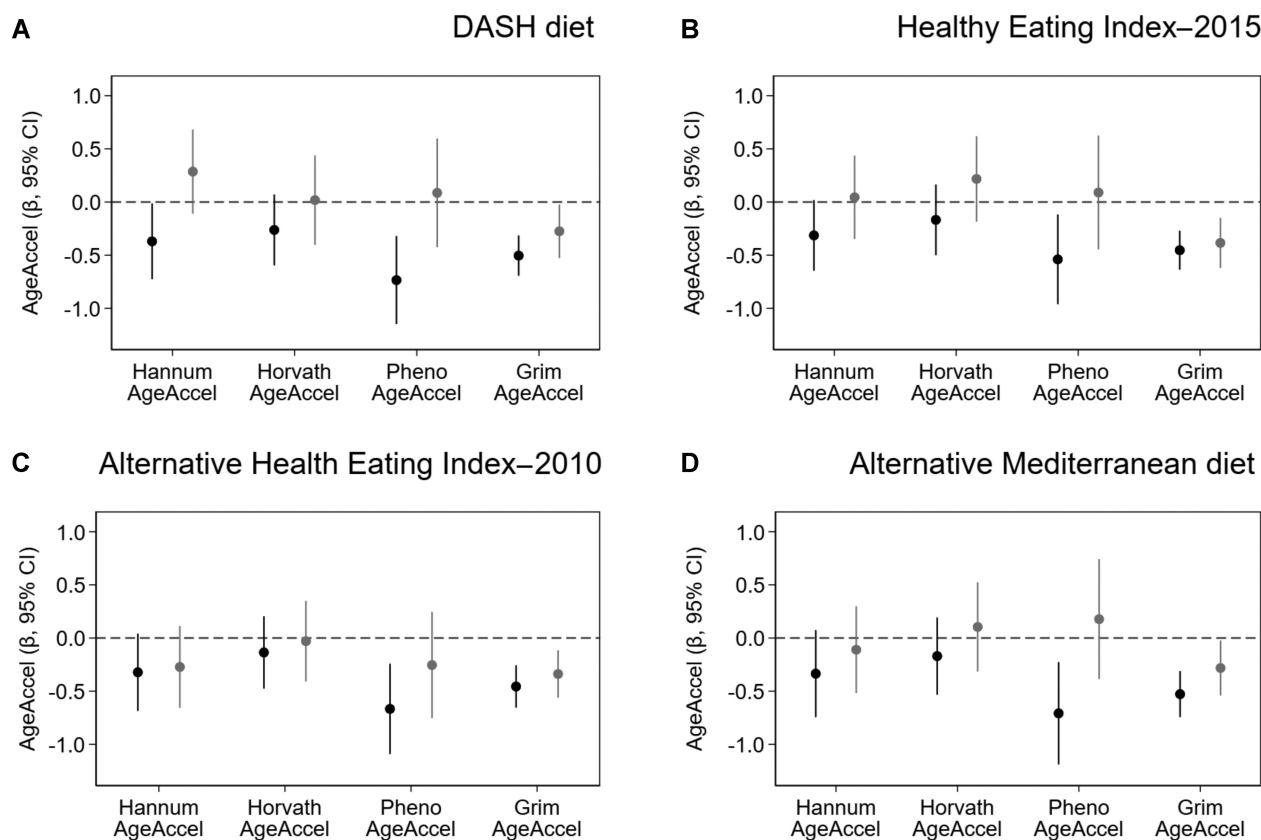 A
DASH diet
AgeAccel (β, 95% CI)
1.0
0.5
0.0
-0.5
-1.0
Hannum
AgeAccel
Horvath
AgeAccel
Pheno
AgeAccel
Grim
AgeAccel
B
Healthy Eating Index–2015
AgeAccel (β, 95% CI)
1.0
0.5
0.0
-0.5
-1.0
Hannum
AgeAccel
Horvath
AgeAccel
Pheno
AgeAccel
Grim
AgeAccel
C
Alternative Health Eating Index–2010
AgeAccel (β, 95% CI)
1.0
0.5
0.0
-0.5
-1.0
Hannum
AgeAccel
Horvath
AgeAccel
Pheno
AgeAccel
Grim
AgeAccel
D
Alternative Mediterranean diet
AgeAccel (β, 95% CI)
1.0
0.5
0.0
-0.5
-1.0
Hannum
AgeAccel
Horvath
AgeAccel
Pheno
AgeAccel
Grim
AgeAccel